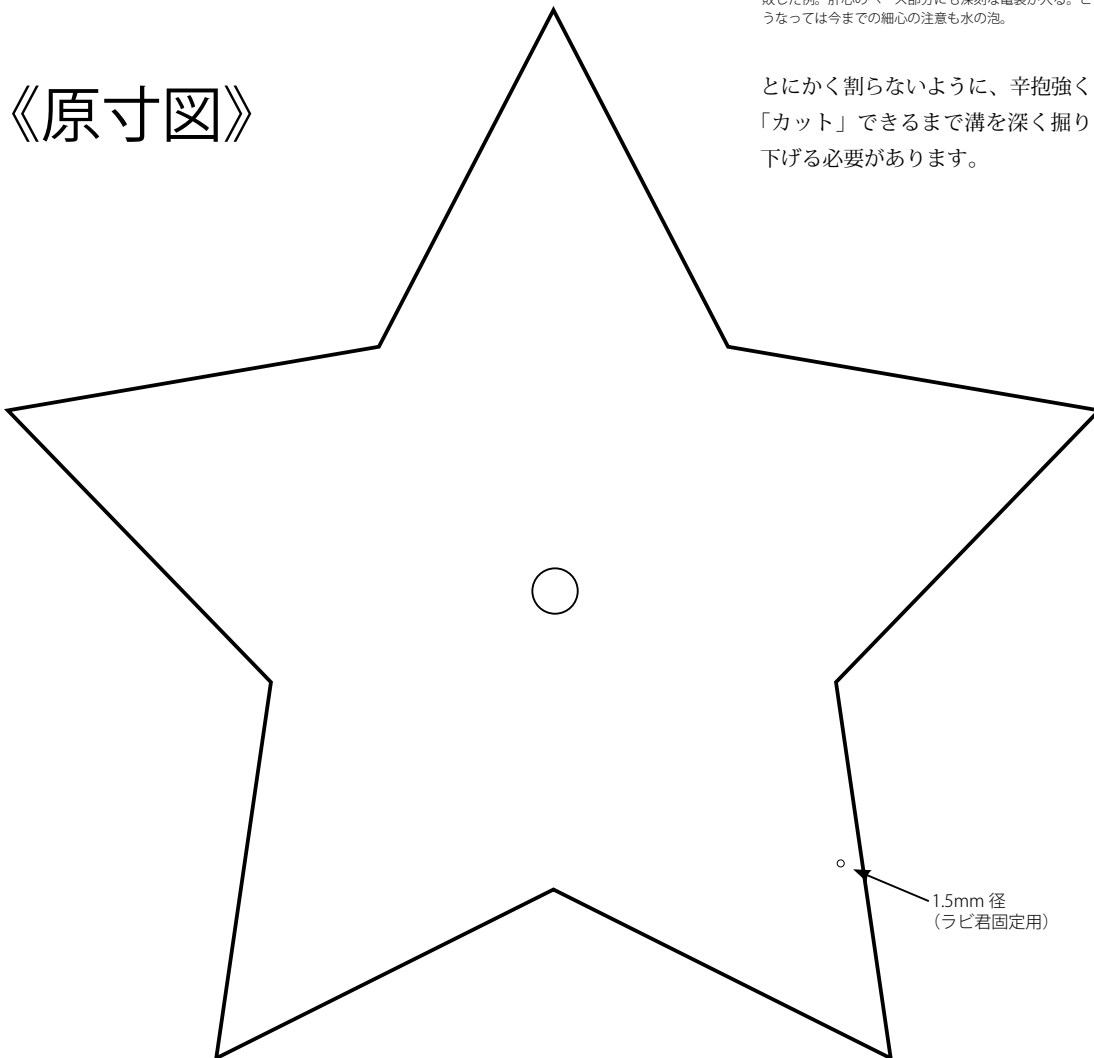 うなっては今までの細心の注意も水の泡。
とにかく割らないように、辛抱強く
「カット」できるまで溝を深く掘り
下げる必要があります。
《原寸図》
1.5mm 径
（ラビ君固定用）